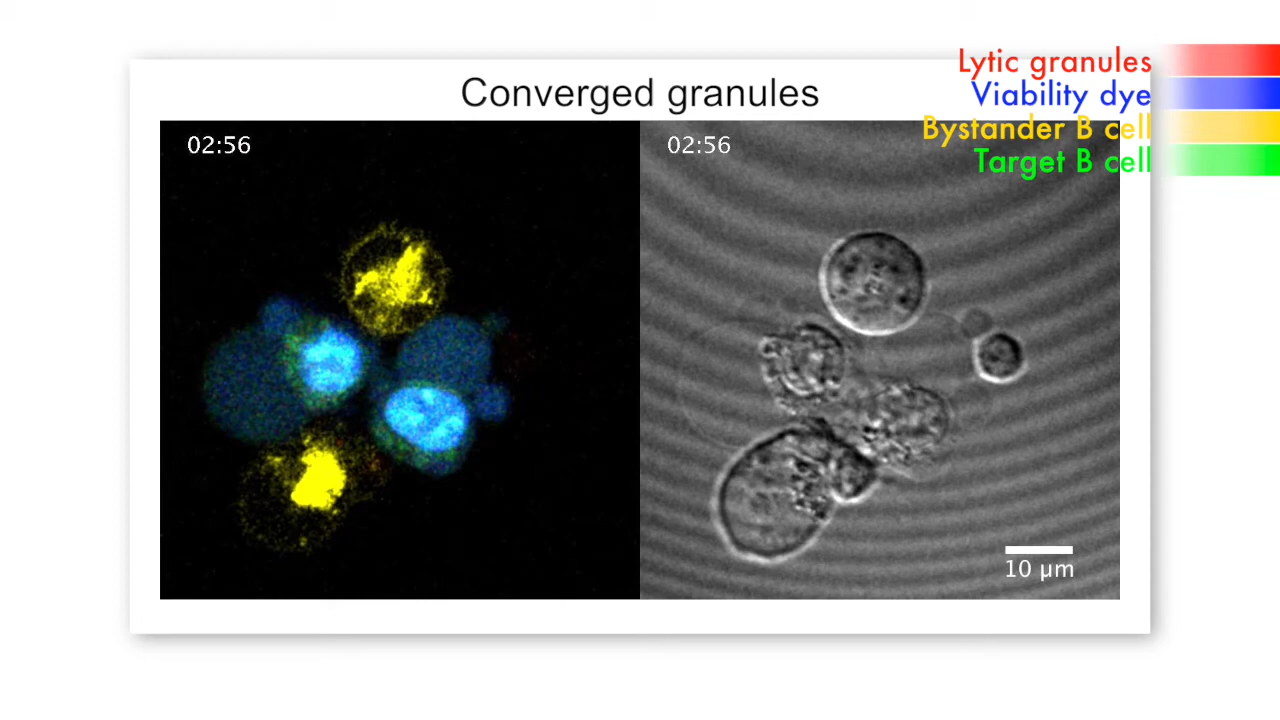 Converged granules
Lytic granules
Viability dye
Bystander B cell
Target B cell
02:56
02:56
10 μm